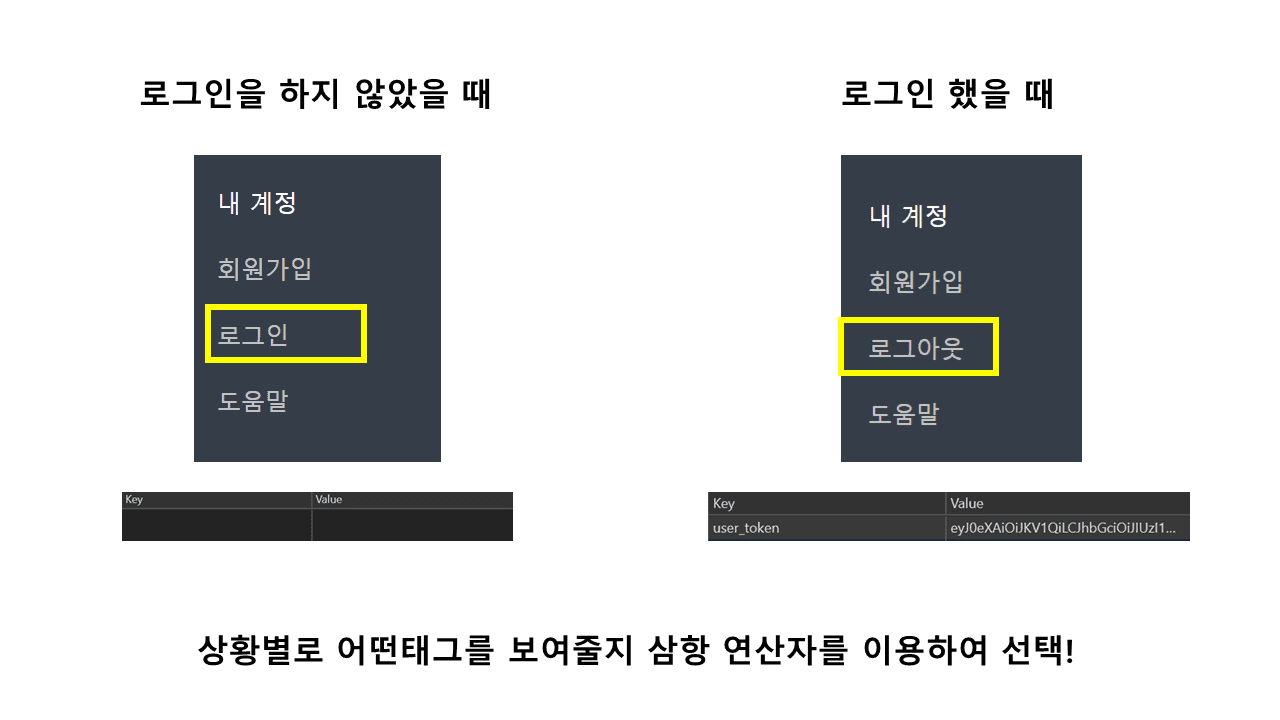 로그인을 하지 않았을 때
로그인 했을 때
내 계정
회원가입
로그인
도움말
내 계정
회원가입
로그아웃
도움말
Key Value
Key Value
user_token eyJ0eXAiOiJKV1QiLCJhbGciOiJIUzI1...
상황별로 어떤태그를 보여줄지 삼항 연산자를 이용하여 선택!